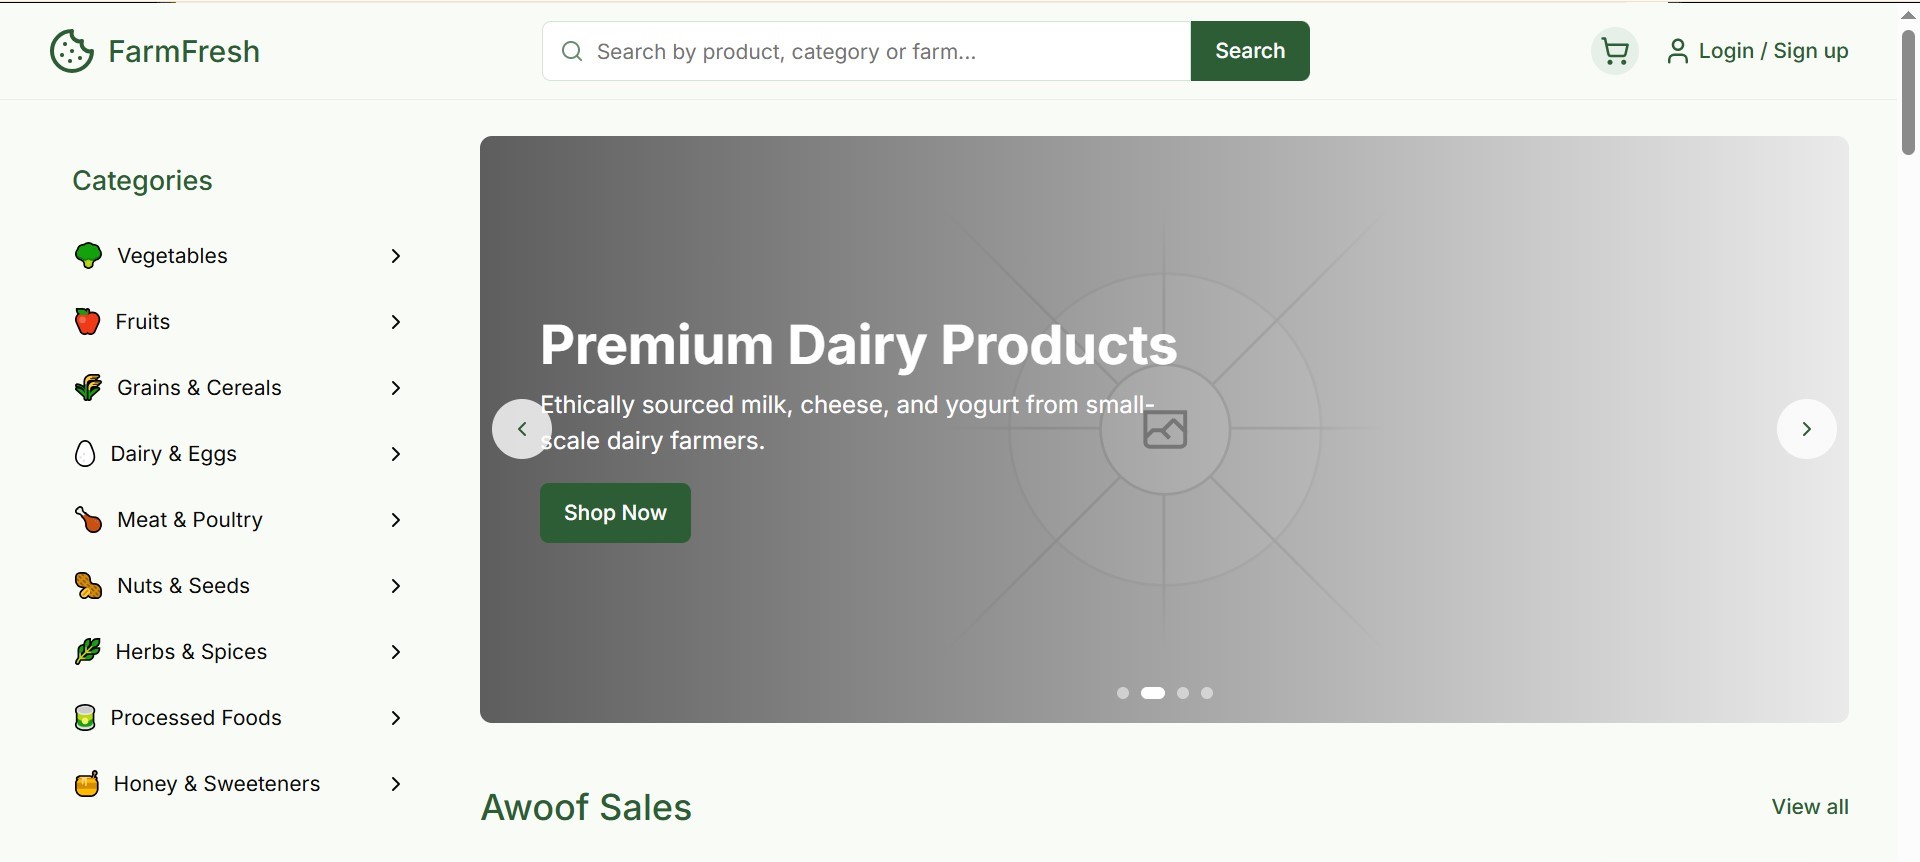 FarmFresh
Search by product, category or farm...
Search
Login / Sign up
Categories
Vegetables
Fruits
Grains & Cereals
Dairy & Eggs
Meat & Poultry
Nuts & Seeds
Herbs & Spices
Processed Foods
Honey & Sweeteners
Premium Dairy Products
Ethically sourced milk, cheese, and yogurt from small-
scale dairy farmers.
Shop Now
Awoof Sales
View all